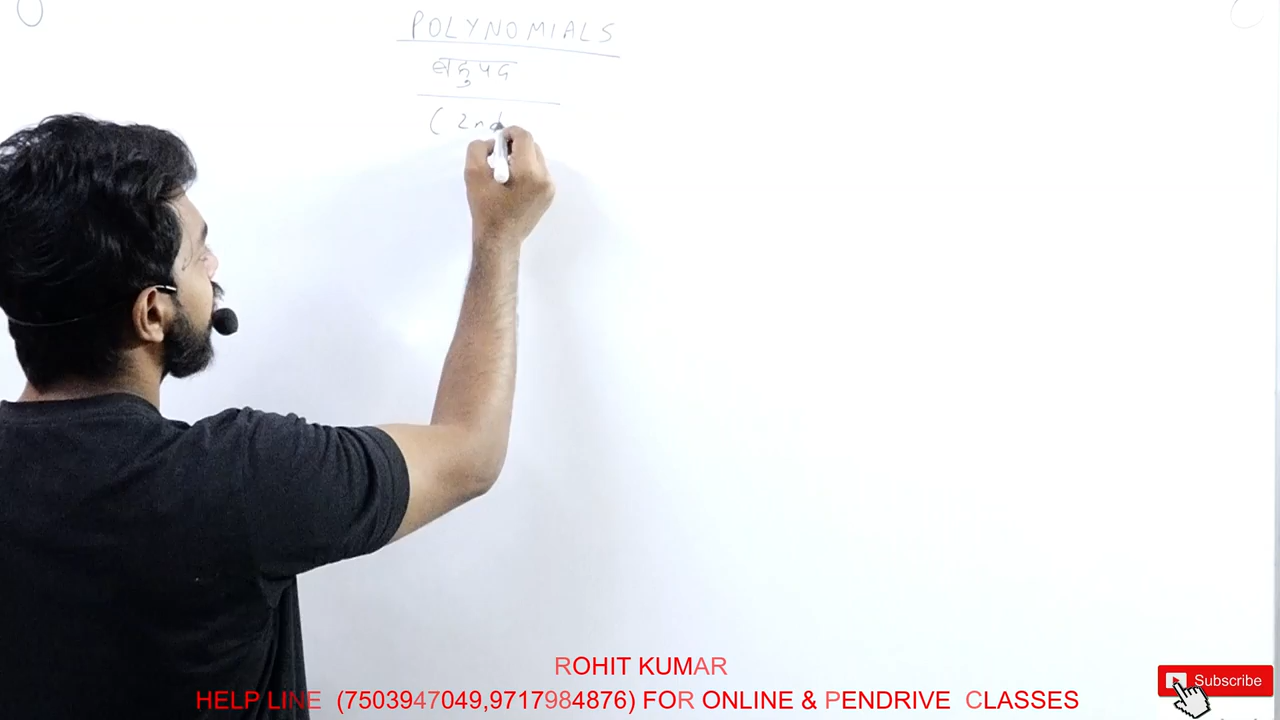 POLYNOMIALS
बहुपद
( 2nd
ROHIT KUMAR
HELP LINE (7503947049,9717984876) FOR ONLINE & PENDRIVE CLASSES
Subscribe